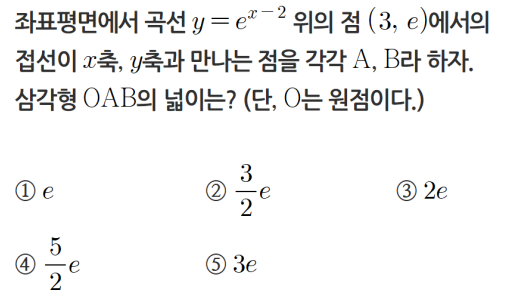 좌표평면에서 곡선 $y=e^{x-2}$ 위의 점 $(3, e)$에서의
접선이 $x$축, $y$축과 만나는 점을 각각 A, B라 하자.
삼각형 OAB의 넓이는? (단, O는 원점이다.)
① $e$ ② $\frac{3}{2}e$ ③ $2e$
④ $\frac{5}{2}e$ ⑤ $3e$